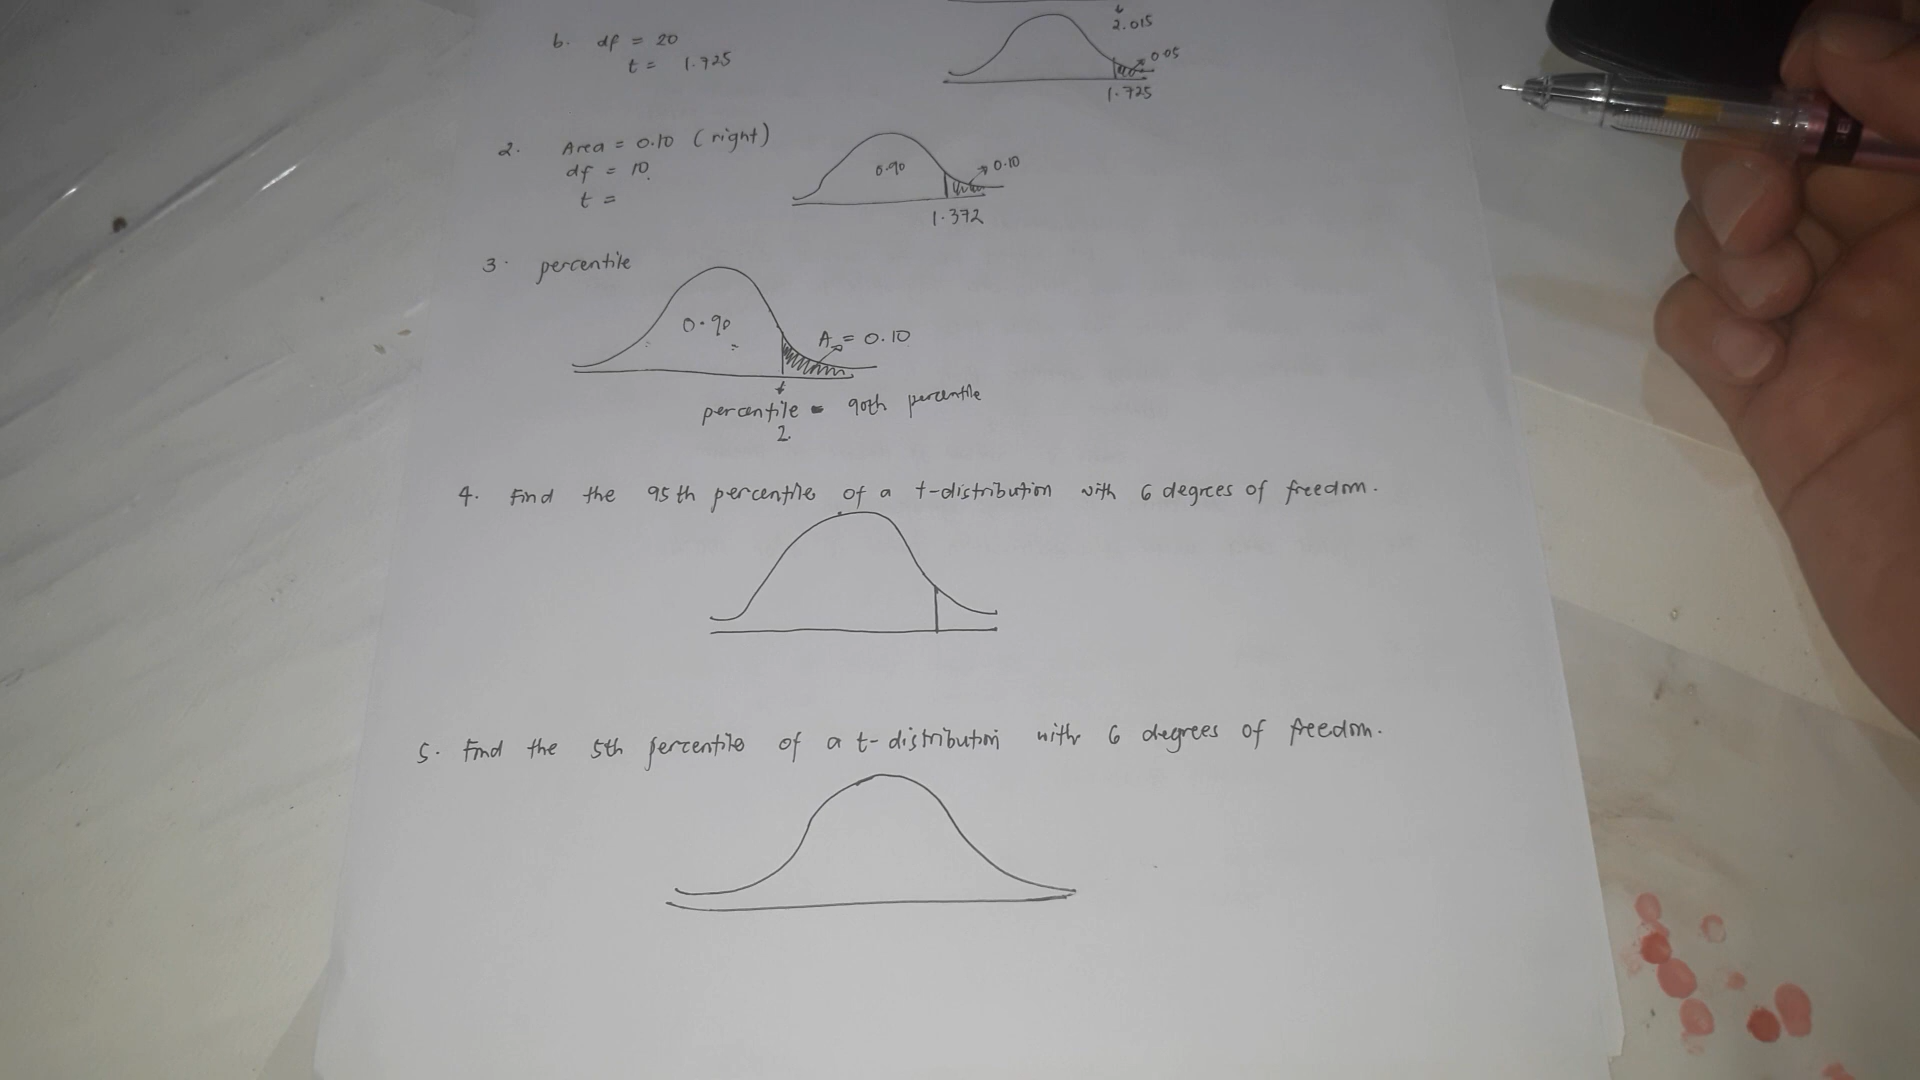 2.015
b. df = 20
t = 1.725
0.05
1.725
2. Area = 0.10 (right)
df = 10
t =
0.90
0.10
1.372
3. percentile
0.90
A = 0.10
percentile = 90th percentile
2.
4. Find the 95th percentile of a t-distribution with 6 degrees of freedom.
5. Find the 5th percentile of a t-distribution with 6 degrees of freedom.